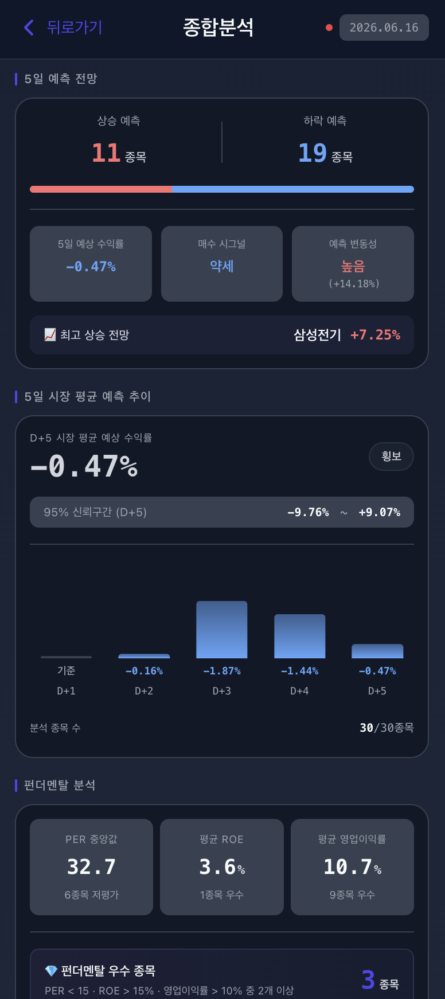 뒤로가기
종합분석
2026.06.16
5일 예측 전망
상승 예측
하락 예측
11 종목
19 종목
5일 예상 수익률
매수 시그널
예측 변동성
-0.47%
약세
높음
(+14.18%)
📈 최고 상승 전망
삼성전기 +7.25%
5일 시장 평균 예측 추이
D+5 시장 평균 예상 수익률
-0.47%
횡보
95% 신뢰구간 (D+5)
-9.76% ~ +9.07%
기준
-0.16%
-1.87%
-1.44%
-0.47%
D+1
D+2
D+3
D+4
D+5
분석 종목 수
30/30종목
펀더멘탈 분석
PER 중앙값
평균 ROE
평균 영업이익률
32.7
3.6%
10.7%
6종목 저평가
1종목 우수
9종목 우수
💎 펀더멘탈 우수 종목
3 종목
PER < 15 · ROE > 15% · 영업이익률 > 10% 중 2개 이상